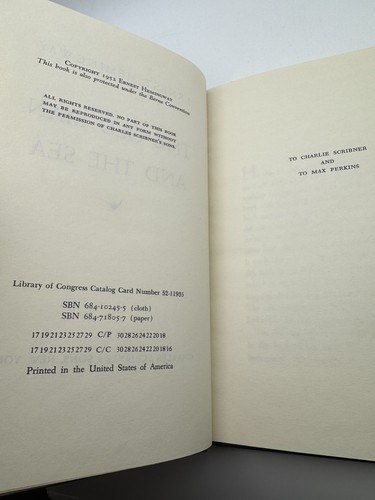 COPYRIGHT 1952 ERNEST HEMINGWAY
This book is also protected under the Berne Convention
ALL RIGHTS RESERVED. NO PART OF THIS BOOK
MAY BE REPRODUCED IN ANY FORM WITHOUT
THE PERMISSION OF CHARLES SCRIBNER'S SONS.
AND THE SEA
Library of Congress Catalog Card Number 52-11935
SBN 684-10245-5 (cloth)
SBN 684-71805-7 (paper)
17 19 21 23 25 27 29 C/P 30 28 26 24 22 20 18
17 19 21 23 25 27 29 C/C 30 28 26 24 22 20 18 16
Printed in the United States of America
TO CHARLIE SCRIBNER
AND
TO MAX PERKINS